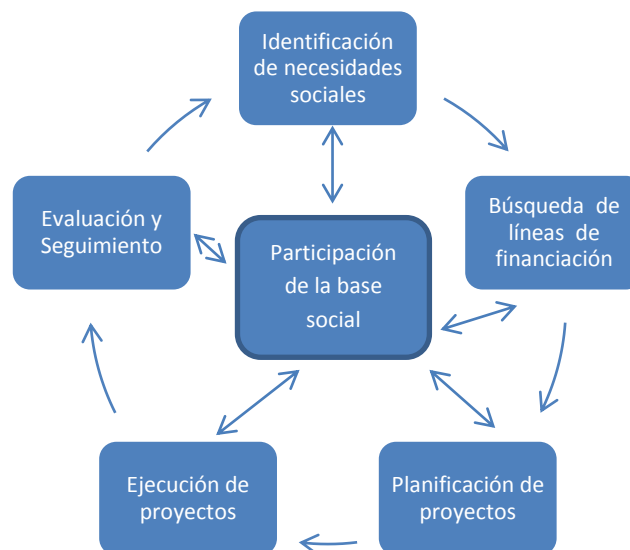 Identificación
de necesidades
sociales
Búsqueda de
líneas de
financiación
Planificación de
proyectos
Ejecución de
proyectos
Evaluación y
Seguimiento
Participación
de la base
social